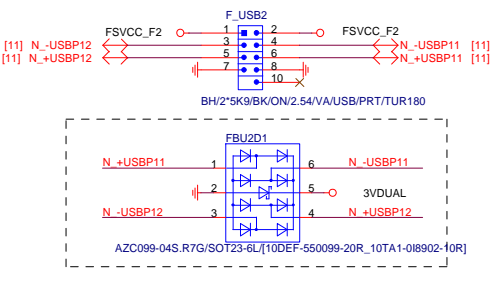 F_USB2
FSVCC_F2 1 2 FSVCC_F2
[11] N_-USBP12 3 4 N_-USBP11 [11]
[11] N_+USBP12 5 6 N_+USBP11 [11]
7 8
10
BH/2*5K9/BK/ON/2.54/VA/USB/PRT/TUR180
FBU2D1
N_+USBP11 1 6 N_-USBP11
2 5 3VDUAL
N_-USBP12 3 4 N_+USBP12
AZC099-04S.R7G/SOT23-6L/[10DEF-550099-20R_10TA1-0I8902-10R]